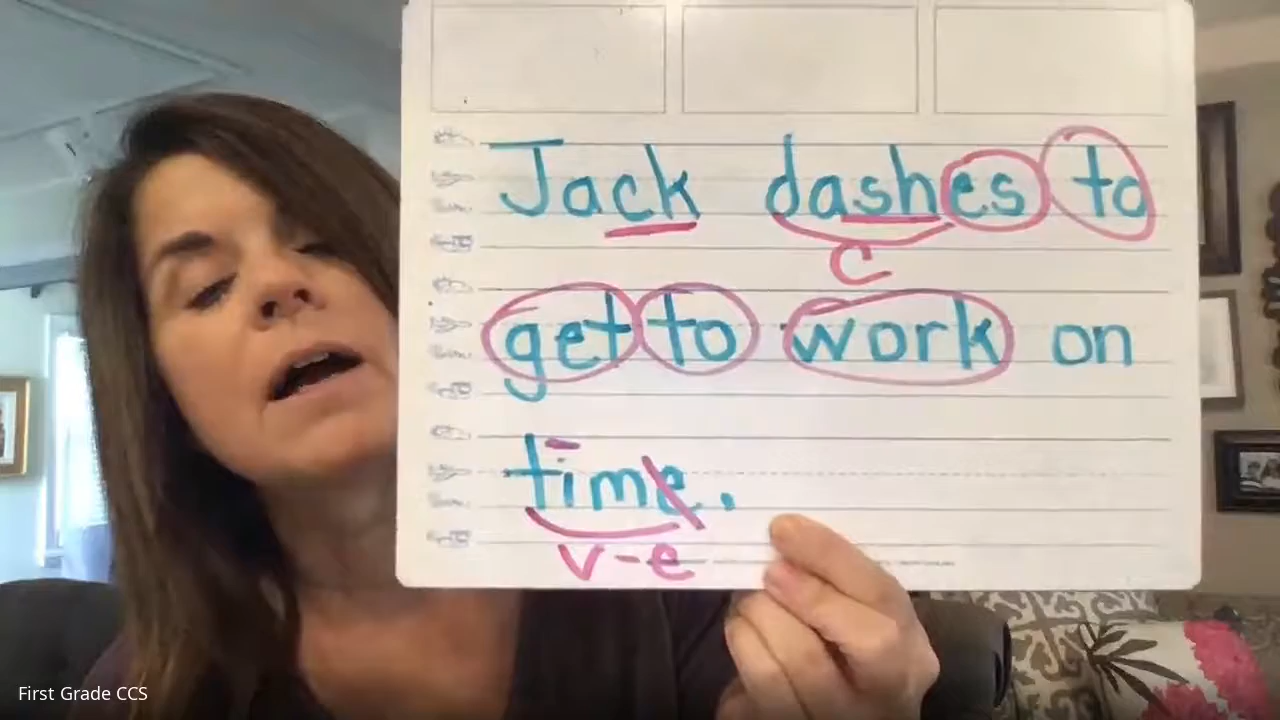 Jack dashes to
c
get to work on
time.
v-e
First Grade CCS